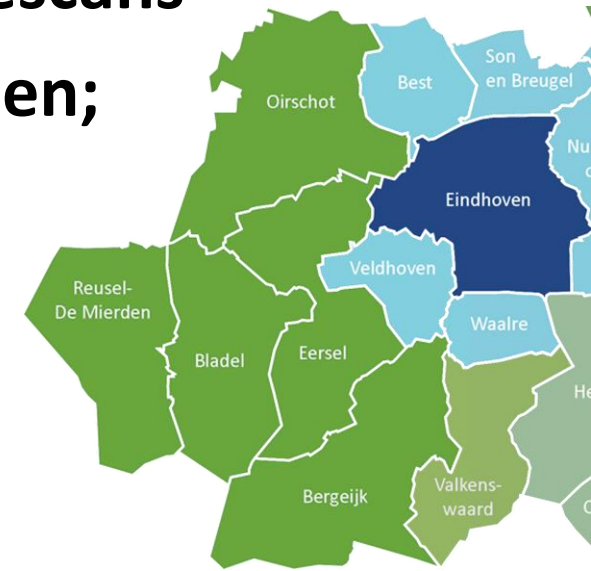 en;
Oirschot
Best
Son
en Breugel
Eindhoven
Veldhoven
Waalre
Reusel-
De Mierden
Bladel
Eersel
Bergeijk
Valkens-
waard